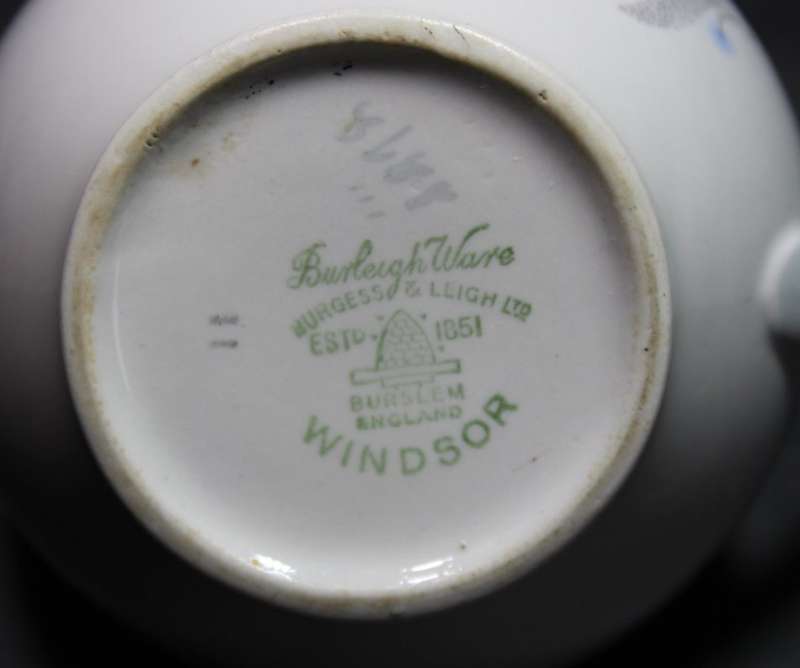 Burleigh Ware
BURGESS & LEIGH LTD
ESTD 1851
BURSLEM
ENGLAND
WINDSOR